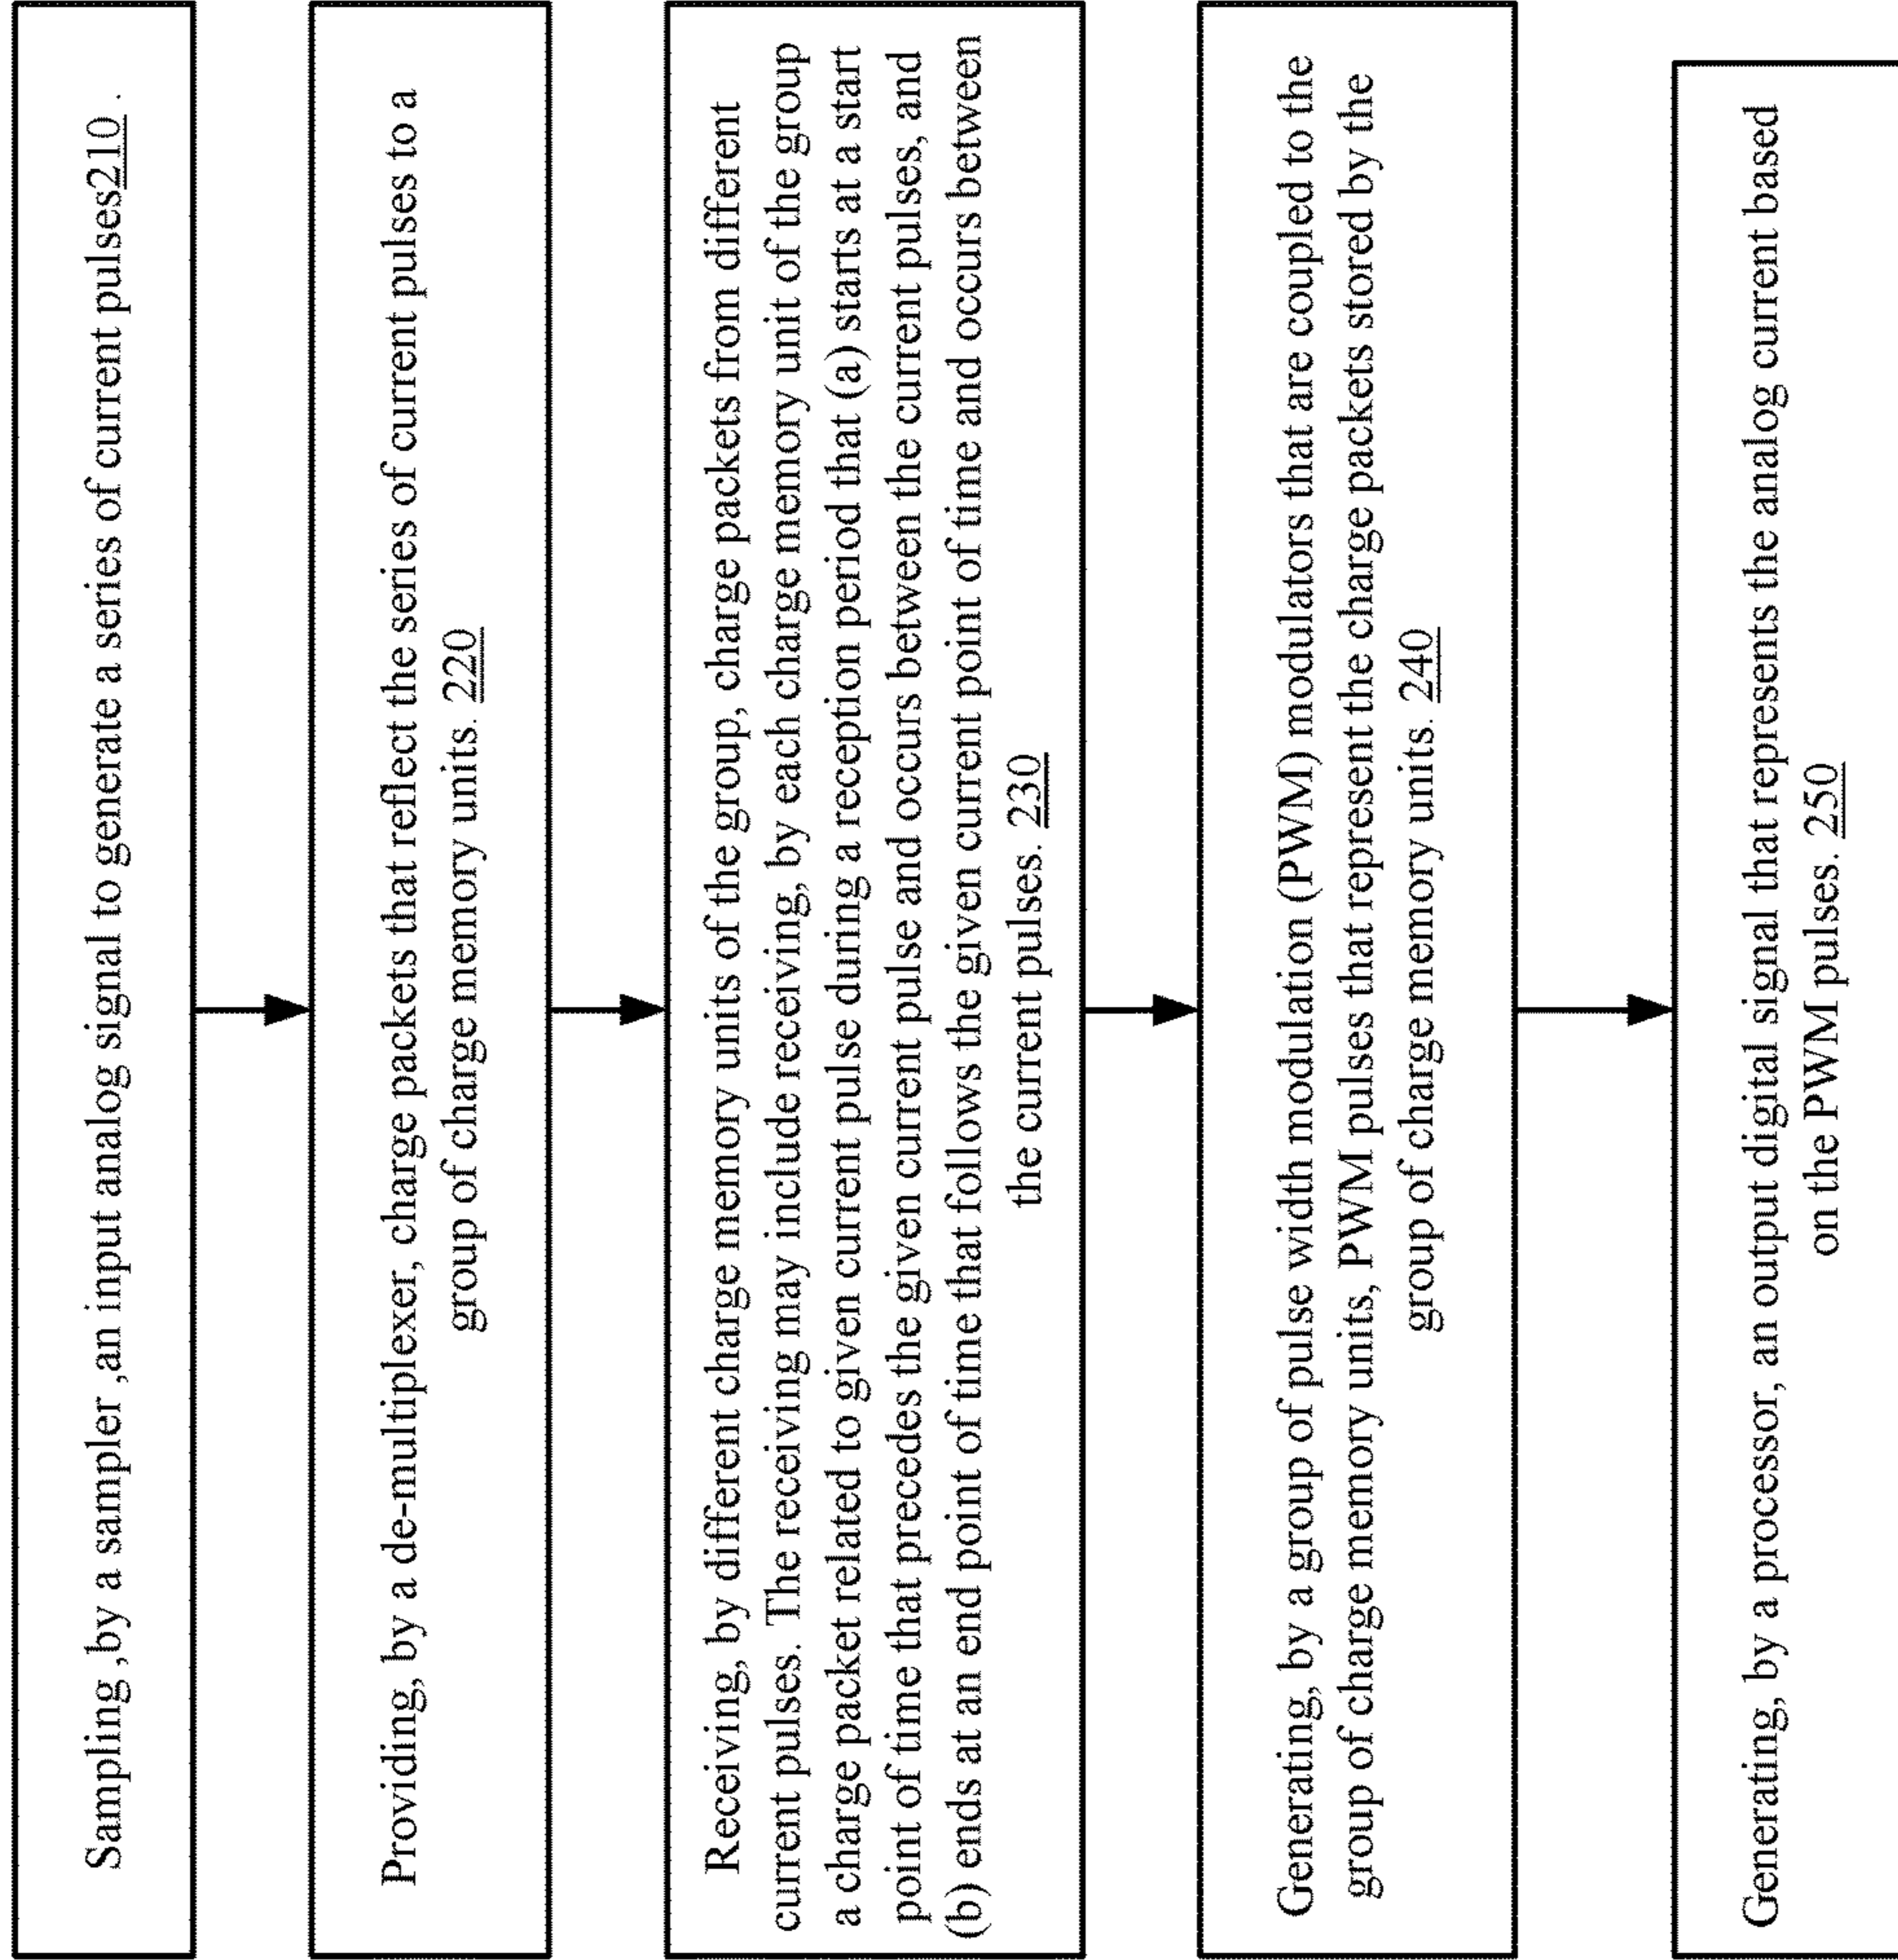 Sampling ,by a sampler ,an input analog signal to generate a series of current pulses210 .
Providing, by a de-multiplexer, charge packets that reflect the series of current pulses to a
group of charge memory units. 220
Receiving, by different charge memory units of the group, charge packets from different
current pulses. The receiving may include receiving, by each charge memory unit of the group
a charge packet related to given current pulse during a reception period that (a) starts at a start
point of time that precedes the given current pulse and occurs between the current pulses, and
(b) ends at an end point of time that follows the given current point of time and occurs between
the current pulses. 230
Generating, by a group of pulse width modulation (PWM) modulators that are coupled to the
group of charge memory units, PWM pulses that represent the charge packets stored by the
group of charge memory units. 240
Generating, by a processor, an output digital signal that represents the analog current based
on the PWM pulses. 250